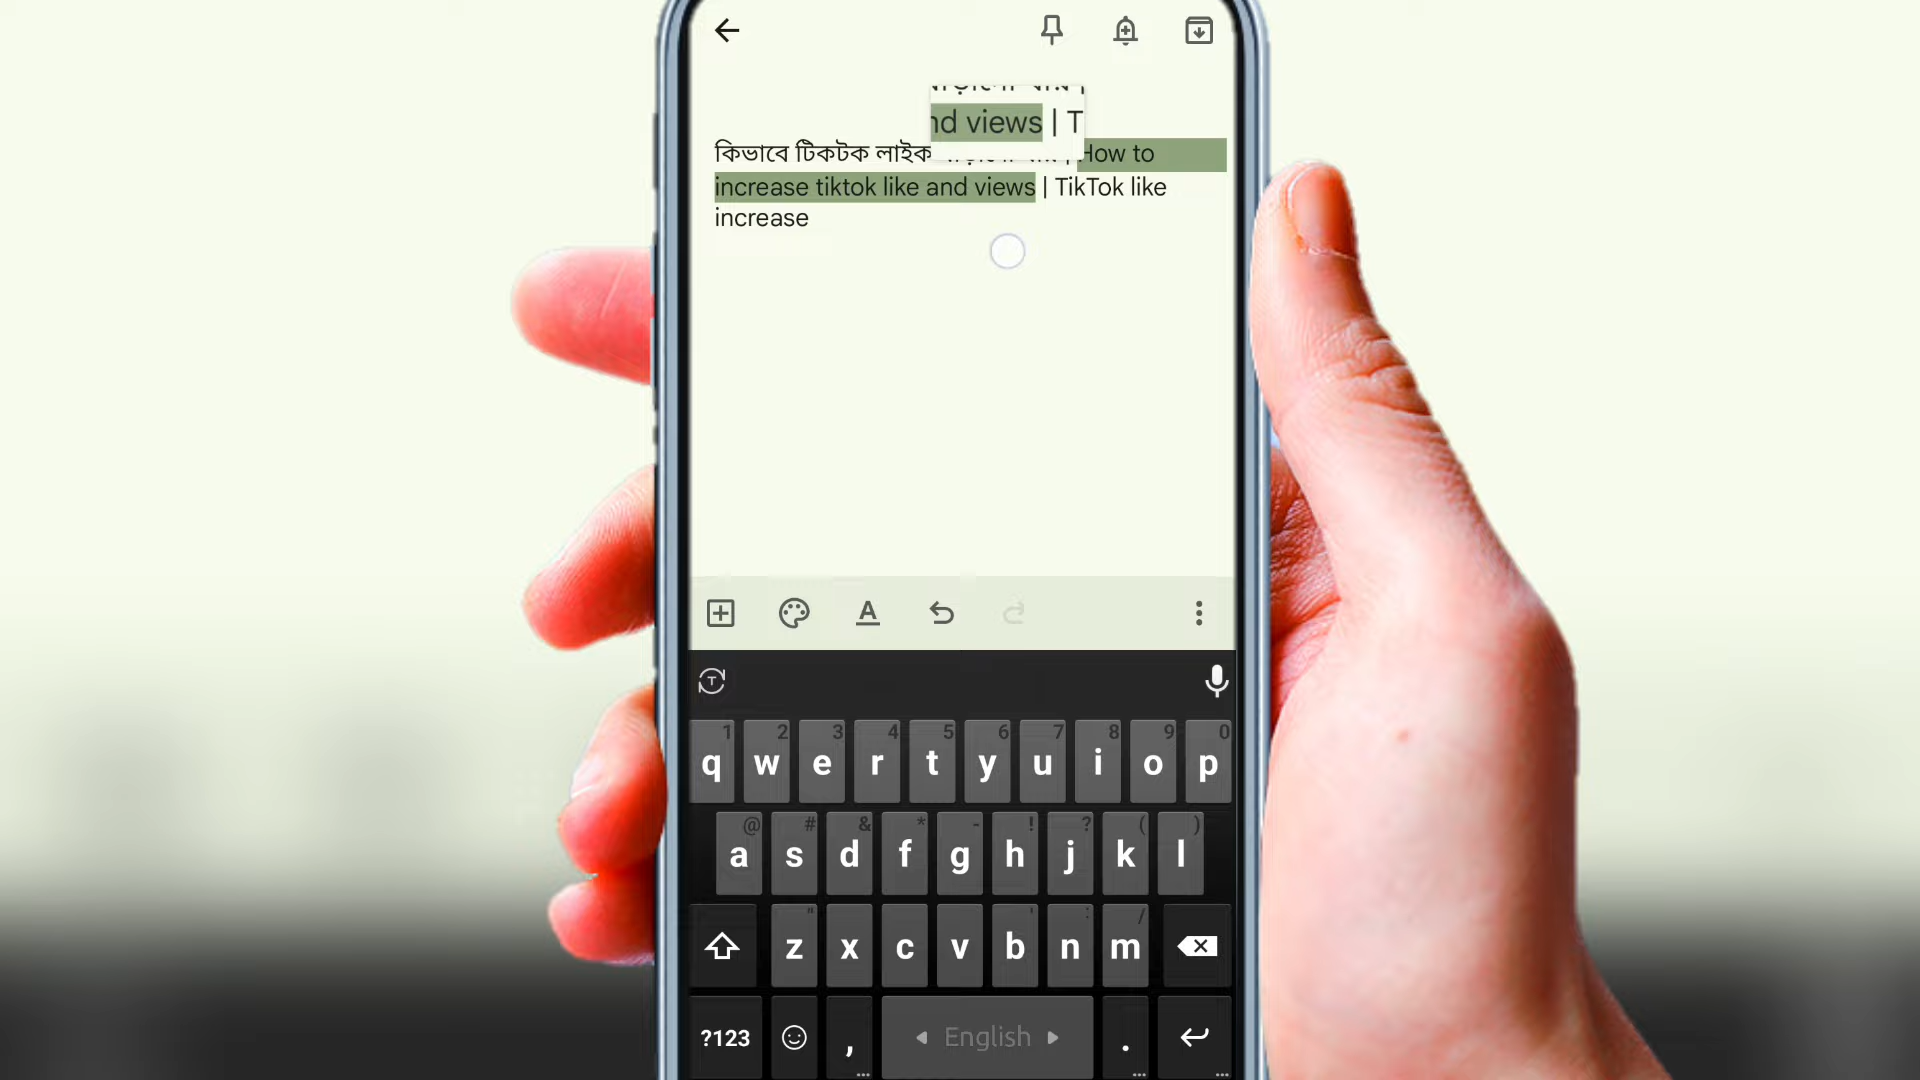 nd views | T
কিভাবে টিকটক লাইক | How to
increase tiktok like and views | TikTok like
increase
1 2 3 4 5 6 7 8 9 0
q w e r t y u i o p
@ # & * - ! ? ( )
a s d f g h j k l
" ' : /
z x c v b n m
?123 , ◀ English ▶ .